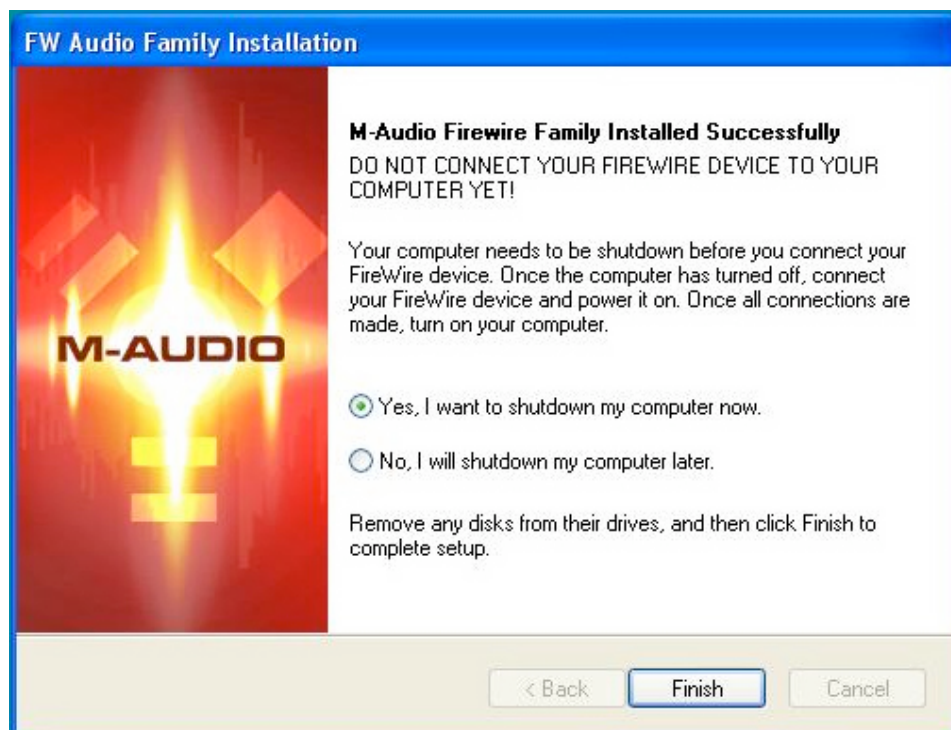 FW Audio Family Installation
M-AUDIO
M-Audio Firewire Family Installed Successfully
DO NOT CONNECT YOUR FIREWIRE DEVICE TO YOUR
COMPUTER YET!
Your computer needs to be shutdown before you connect your
FireWire device. Once the computer has turned off, connect
your FireWire device and power it on. Once all connections are
made, turn on your computer.
Yes, I want to shutdown my computer now.
No, I will shutdown my computer later.
Remove any disks from their drives, and then click Finish to
complete setup.
< Back Finish Cancel